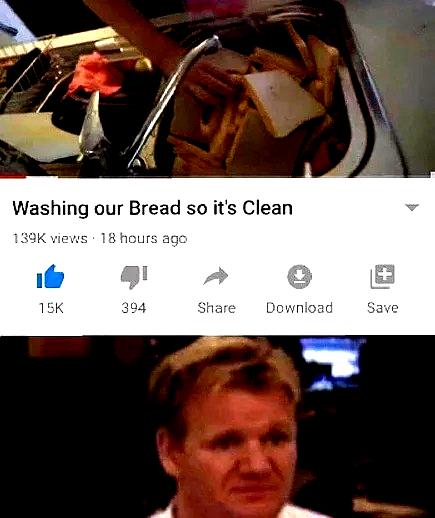 Washing our Bread so it's Clean
139K views · 18 hours ago
15K
394
Share
Download
Save